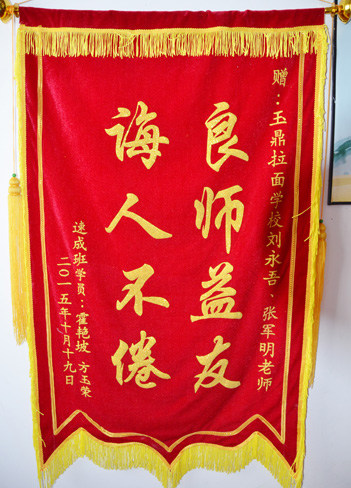 赠：玉鼎拉面学校刘永吾、张军明老师
良师益友
诲人不倦
速成班学员：霍艳坡 方玉荣
二〇一五年十月十九日